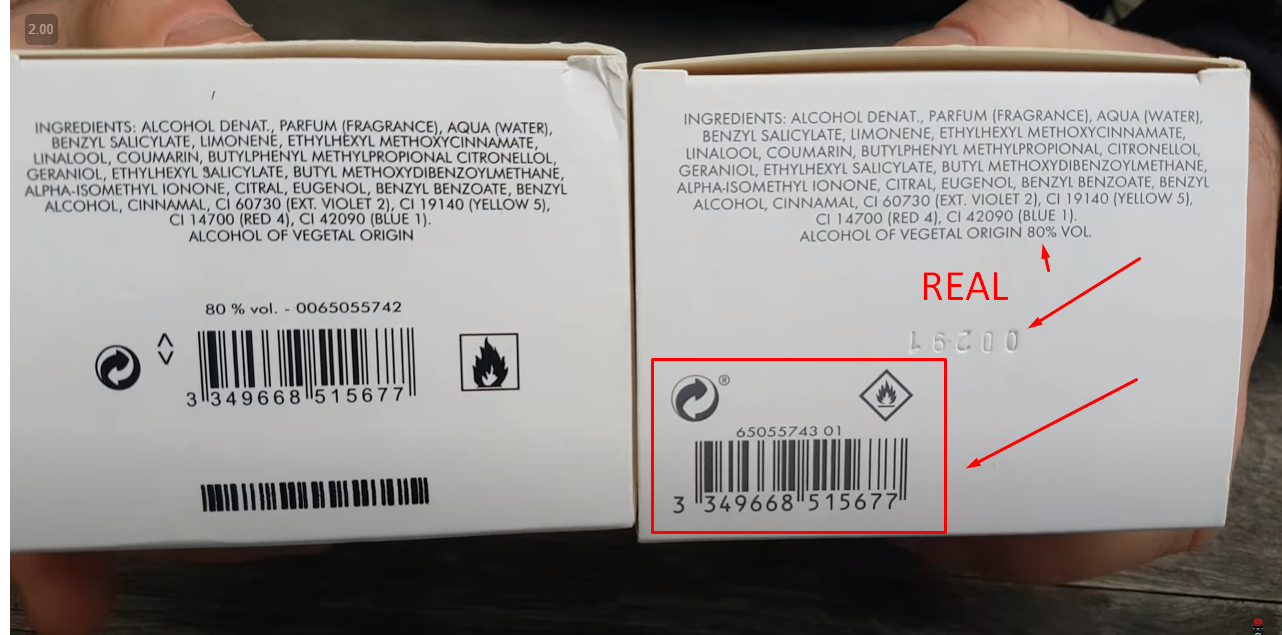 2.00
INGREDIENTS: ALCOHOL DENAT., PARFUM (FRAGRANCE), AQUA (WATER),
BENZYL SALICYLATE, LIMONENE, ETHYLHEXYL METHOXYCINNAMATE,
LINALOOL, COUMARIN, BUTYLPHENYL METHYLPROPIONAL CITRONELLOL,
GERANIOL, ETHYLHEXYL SALICYLATE, BUTYL METHOXYDIBENZOYLMETHANE,
ALPHA-ISOMETHYL IONONE, CITRAL, EUGENOL, BENZYL BENZOATE, BENZYL
ALCOHOL, CINNAMAL, CI 60730 (EXT. VIOLET 2), CI 19140 (YELLOW 5),
CI 14700 (RED 4), CI 42090 (BLUE 1).
ALCOHOL OF VEGETAL ORIGIN
80 % vol. - 0065055742
3 349668 515677
INGREDIENTS: ALCOHOL DENAT., PARFUM (FRAGRANCE), AQUA (WATER),
BENZYL SALICYLATE, LIMONENE, ETHYLHEXYL METHOXYCINNAMATE,
LINALOOL, COUMARIN, BUTYLPHENYL METHYLPROPIONAL, CITRONELLOL,
GERANIOL, ETHYLHEXYL SALICYLATE, BUTYL METHOXYDIBENZOYLMETHANE,
ALPHA-ISOMETHYL IONONE, CITRAL, EUGENOL, BENZYL BENZOATE, BENZYL
ALCOHOL, CINNAMAL, CI 60730 (EXT. VIOLET 2), CI 19140 (YELLOW 5),
CI 14700 (RED 4), CI 42090 (BLUE 1).
ALCOHOL OF VEGETAL ORIGIN 80% VOL.
REAL
®
65055743 01
3 349668 515677